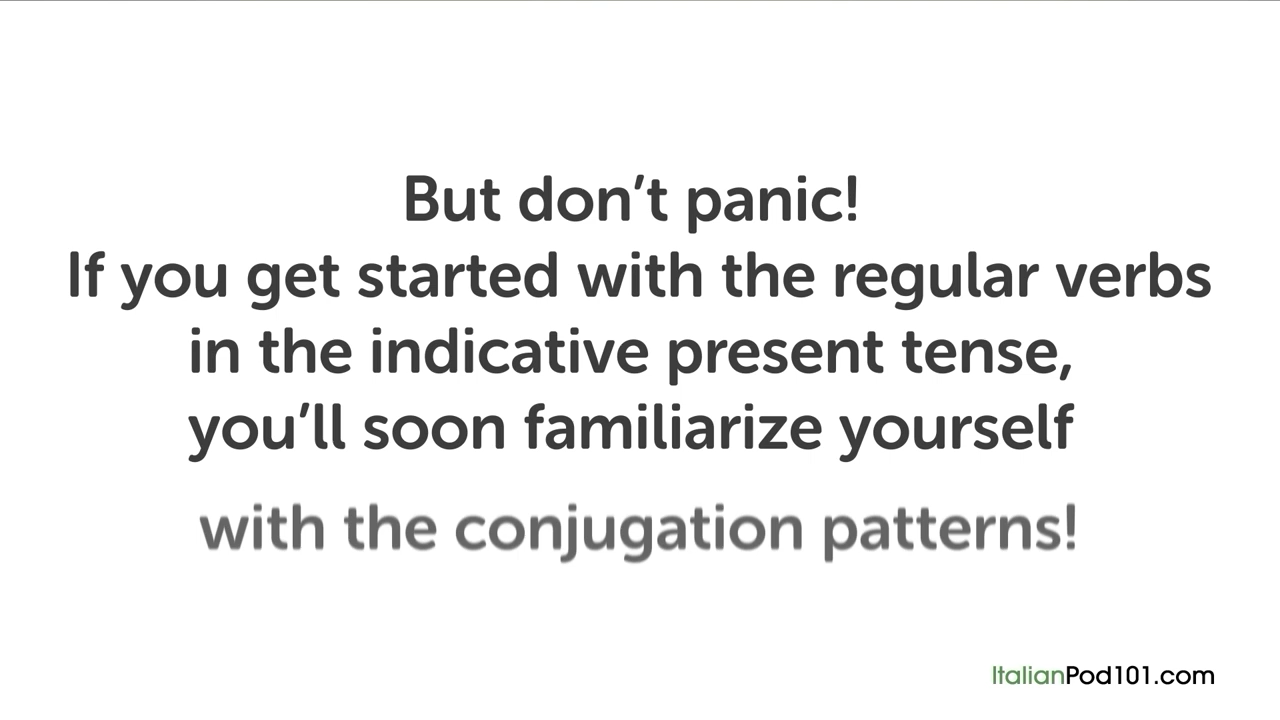 But don’t panic!
If you get started with the regular verbs
in the indicative present tense,
you’ll soon familiarize yourself
with the conjugation patterns!
ItalianPod101.com